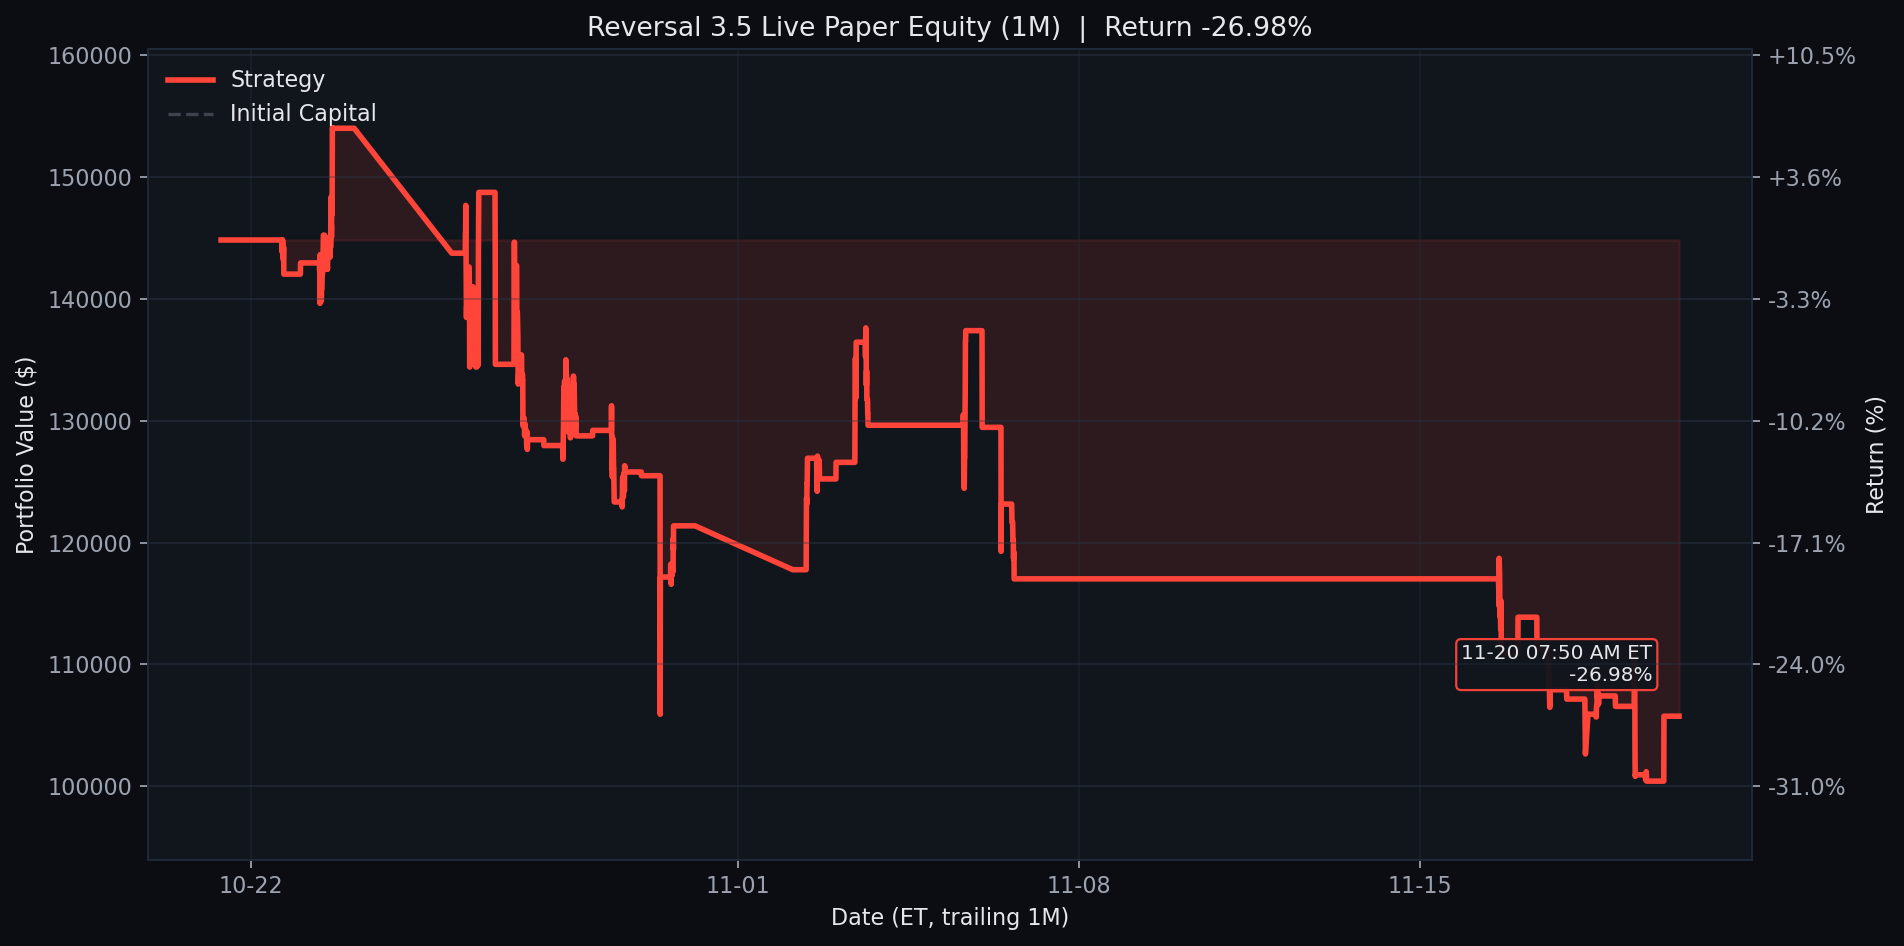 Reversal 3.5 Live Paper Equity (1M)  |  Return -26.98%
Strategy
Initial Capital
160000
150000
140000
130000
120000
110000
100000
Portfolio Value ($)
+10.5%
+3.6%
-3.3%
-10.2%
-17.1%
-24.0%
-31.0%
Return (%)
11-20 07:50 AM ET
-26.98%
10-22
11-01
11-08
11-15
Date (ET, trailing 1M)